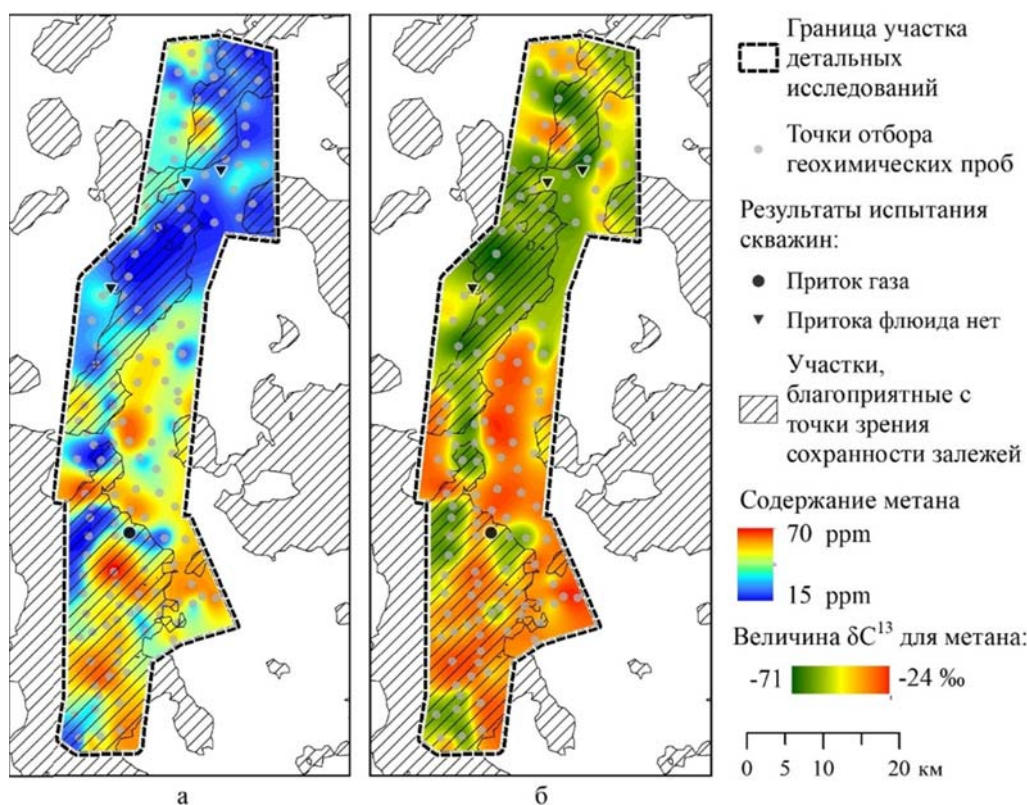 Граница участка
детальных
исследований
Точки отбора
геохимических проб
Результаты испытания
скважин:
Приток газа
Притока флюида нет
Участки,
благоприятные с
точки зрения
сохранности залежей
Содержание метана
70 ppm
15 ppm
Величина δC¹³ для метана:
-71 -24 ‰
0 5 10 20 км
а б